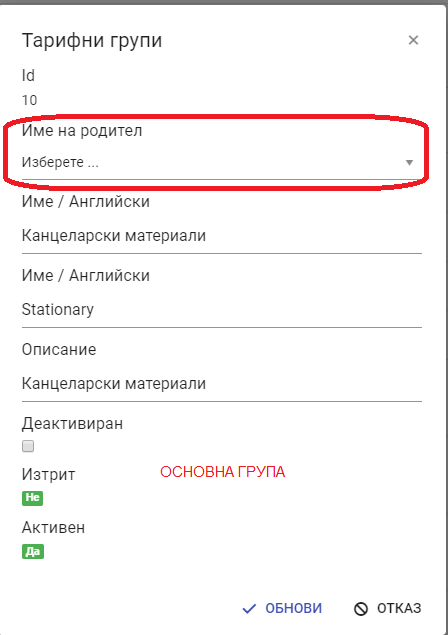 Тарифни групи ×
Id
10
Име на родител
Изберете ...
Име / Английски
Канцеларски материали
Име / Английски
Stationary
Описание
Канцеларски материали
Деактивиран
Изтрит
ОСНОВНА ГРУПА
Не
Активен
Да
ОБНОВИ ОТКАЗ